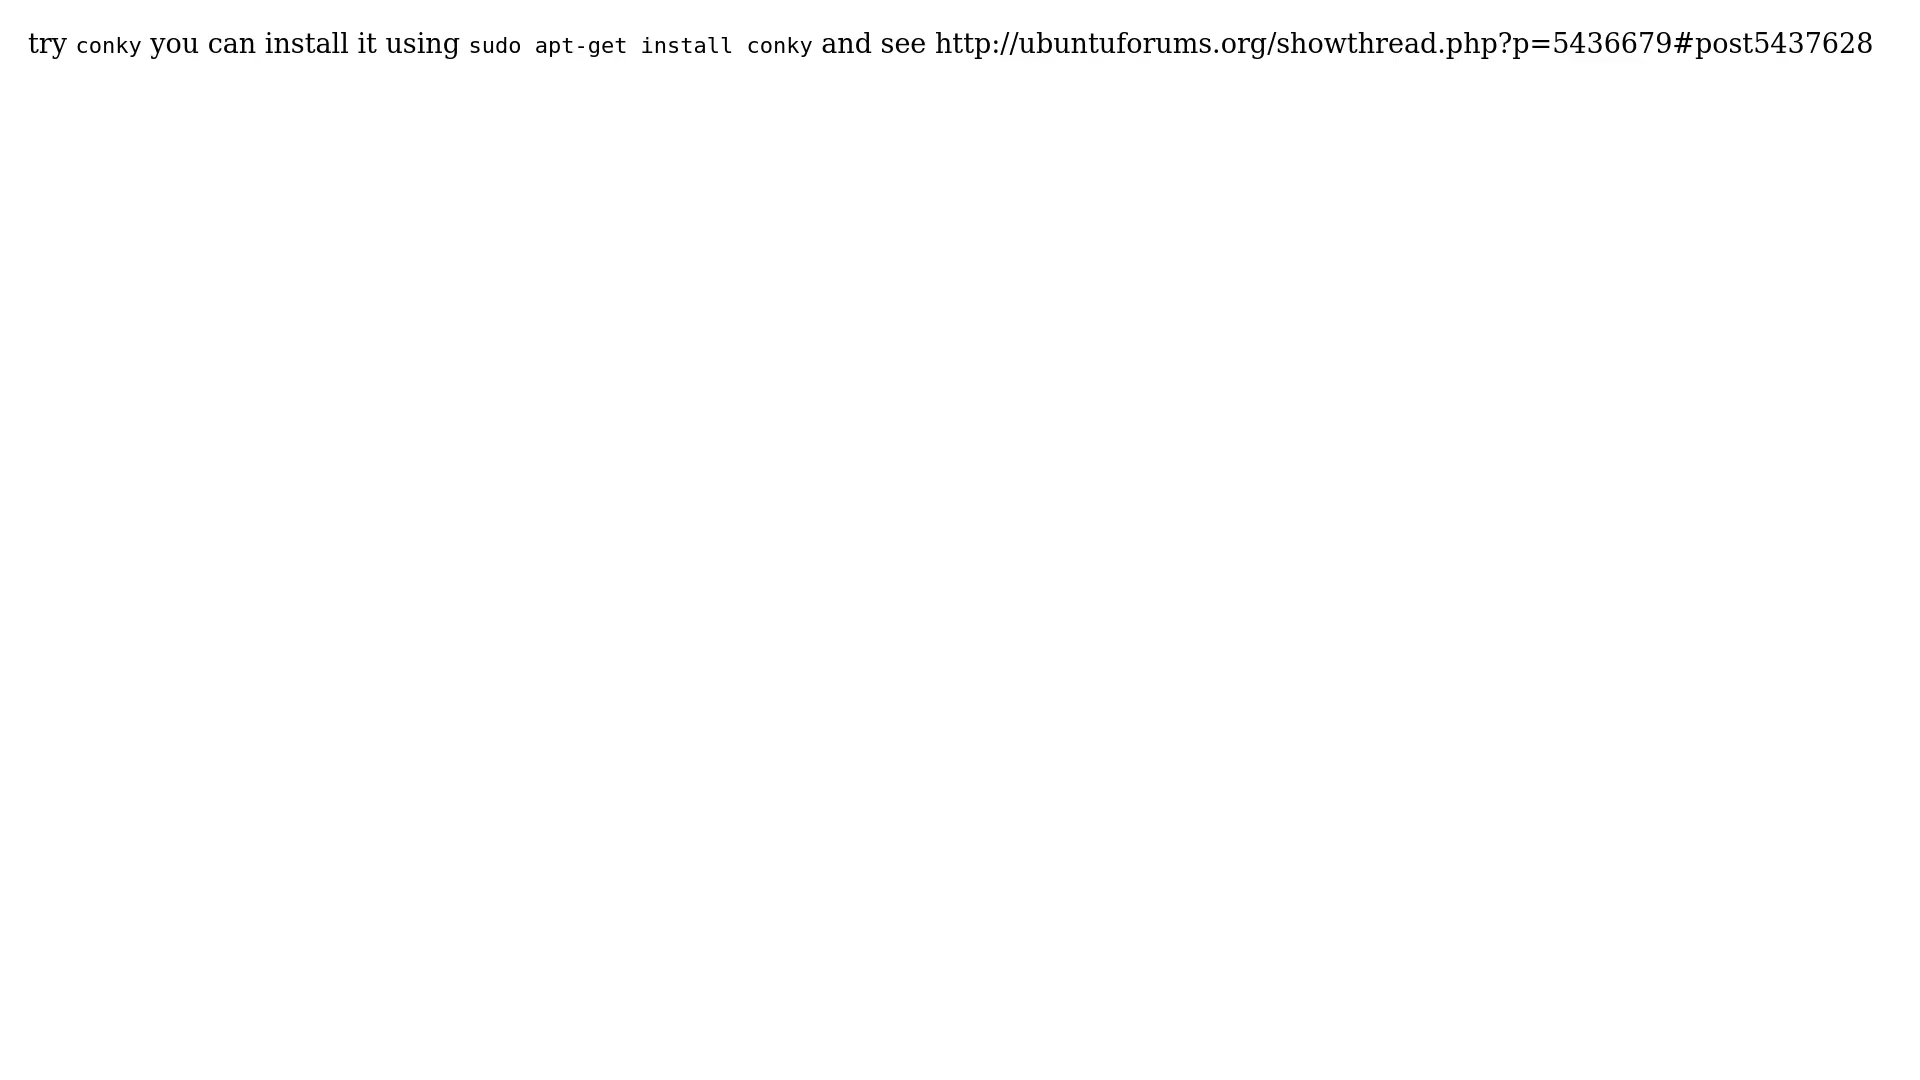 try conky you can install it using sudo apt-get install conky and see http://ubuntuforums.org/showthread.php?p=5436679#post5437628